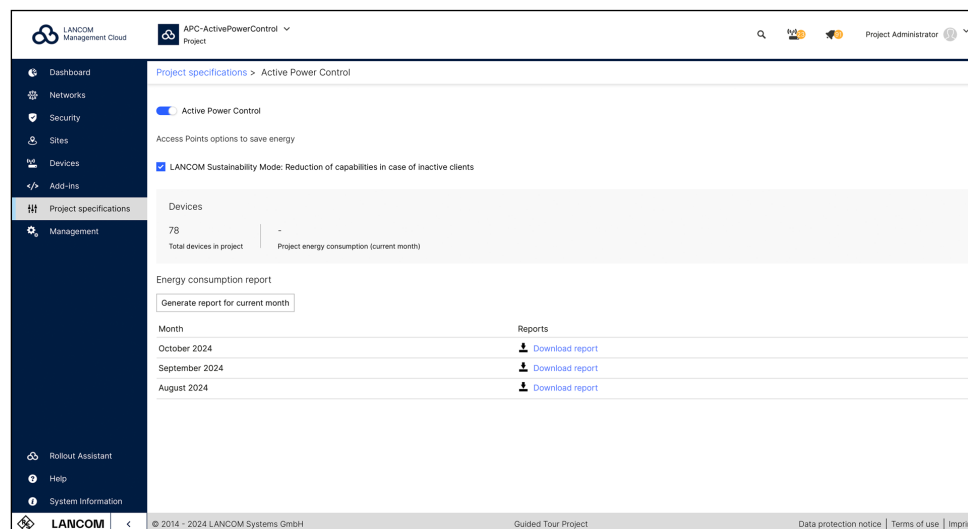 LANCOM
Management Cloud
APC-ActivePowerControl
Project
Project Administrator
Dashboard
Networks
Security
Sites
Devices
Add-ins
Project specifications
Management
Rollout Assistant
Help
System Information
LANCOM
Project specifications > Active Power Control
Active Power Control
Access Points options to save energy
LANCOM Sustainability Mode: Reduction of capabilities in case of inactive clients
Devices
78
-
Total devices in project
Project energy consumption (current month)
Energy consumption report
Generate report for current month
Month Reports
October 2024 Download report
September 2024 Download report
August 2024 Download report
© 2014 - 2024 LANCOM Systems GmbH
Guided Tour Project
Data protection notice | Terms of use |